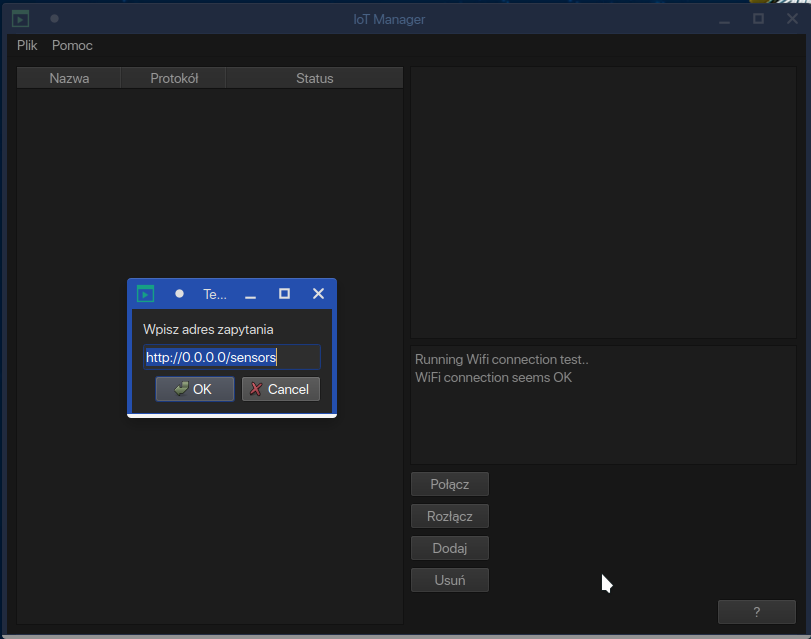 IoT Manager
Plik Pomoc
Nazwa Protokół Status
Te...
Wpisz adres zapytania
http://0.0.0.0/sensors
OK Cancel
Running Wifi connection test..
WiFi connection seems OK
Połącz
Rozłącz
Dodaj
Usuń
?